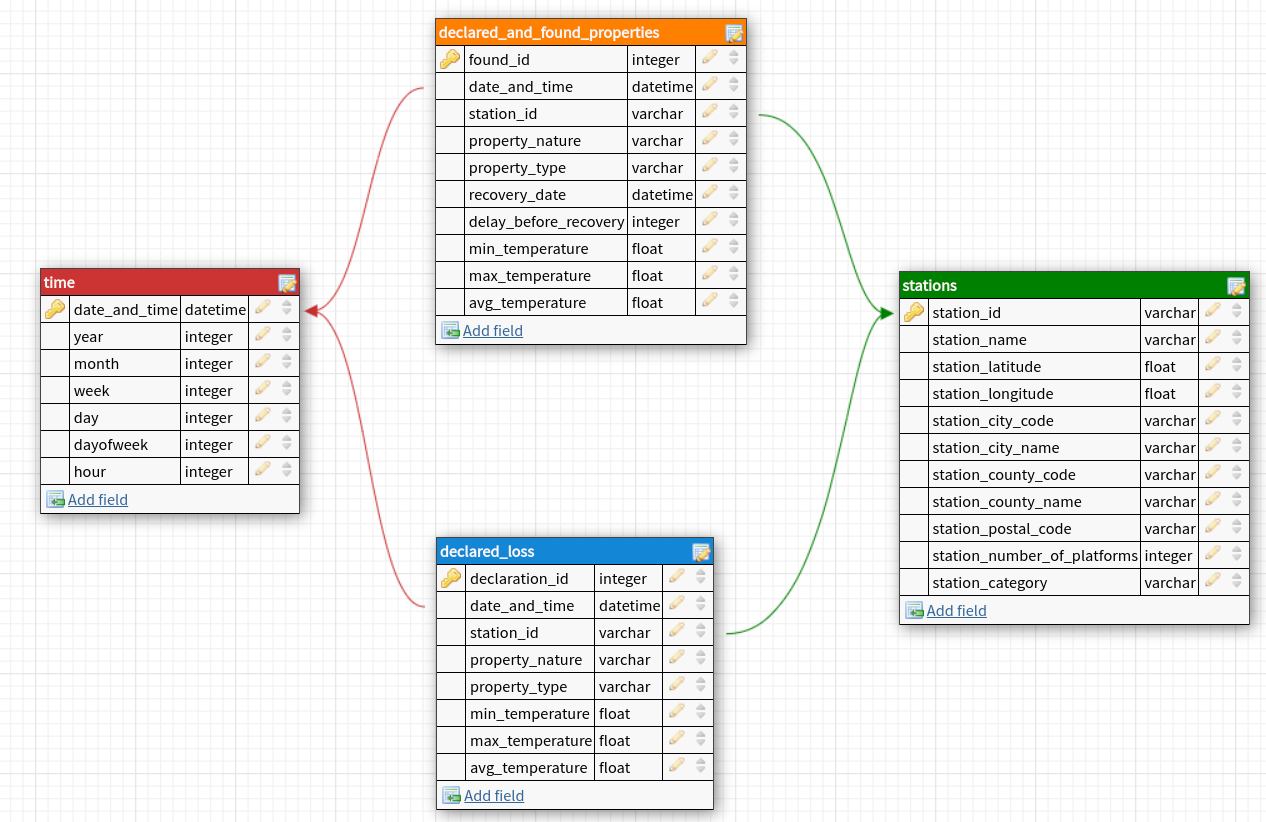 declared_and_found_properties
found_id integer
date_and_time datetime
station_id varchar
property_nature varchar
property_type varchar
recovery_date datetime
delay_before_recovery integer
min_temperature float
max_temperature float
avg_temperature float
Add field
time
date_and_time datetime
year integer
month integer
week integer
day integer
dayofweek integer
hour integer
Add field
stations
station_id varchar
station_name varchar
station_latitude float
station_longitude float
station_city_code varchar
station_city_name varchar
station_county_code varchar
station_county_name varchar
station_postal_code varchar
station_number_of_platforms integer
station_category varchar
Add field
declared_loss
declaration_id integer
date_and_time datetime
station_id varchar
property_nature varchar
property_type varchar
min_temperature float
max_temperature float
avg_temperature float
Add field